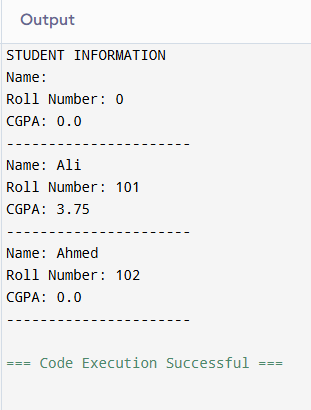 Output
STUDENT INFORMATION
Name:
Roll Number: 0
CGPA: 0.0
----------------------
Name: Ali
Roll Number: 101
CGPA: 3.75
----------------------
Name: Ahmed
Roll Number: 102
CGPA: 0.0
----------------------
=== Code Execution Successful ===